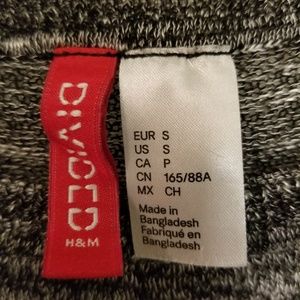 DIVIDED
H&M
EUR S
US S
CA P
CN 165/88A
MX CH
Made in
Bangladesh
Fabriqué en
Bangladesh